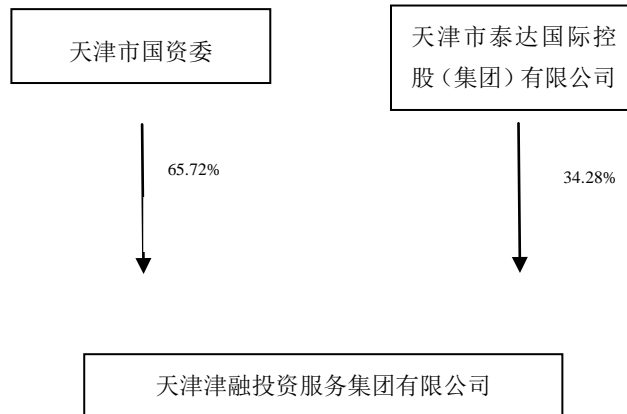 天津市国资委
天津市泰达国际控
股（集团）有限公司
65.72%
34.28%
天津津融投资服务集团有限公司